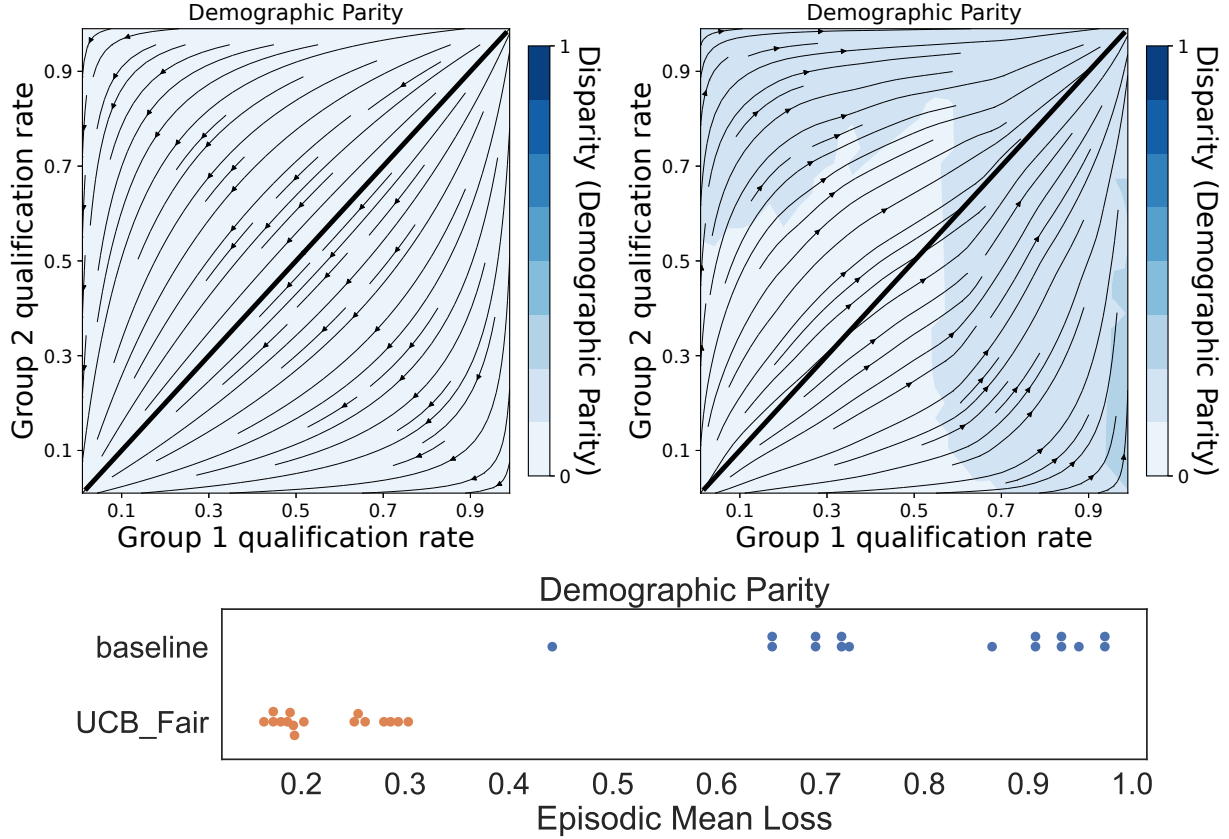 Demographic Parity
Group 2 qualification rate
0.9
0.7
0.5
0.3
0.1
0.1 0.3 0.5 0.7 0.9
Group 1 qualification rate
1
0
Disparity (Demographic Parity)
Demographic Parity
Group 2 qualification rate
0.9
0.7
0.5
0.3
0.1
0.1 0.3 0.5 0.7 0.9
Group 1 qualification rate
1
0
Disparity (Demographic Parity)
Demographic Parity
baseline
UCB_Fair
0.2 0.3 0.4 0.5 0.6 0.7 0.8 0.9 1.0
Episodic Mean Loss